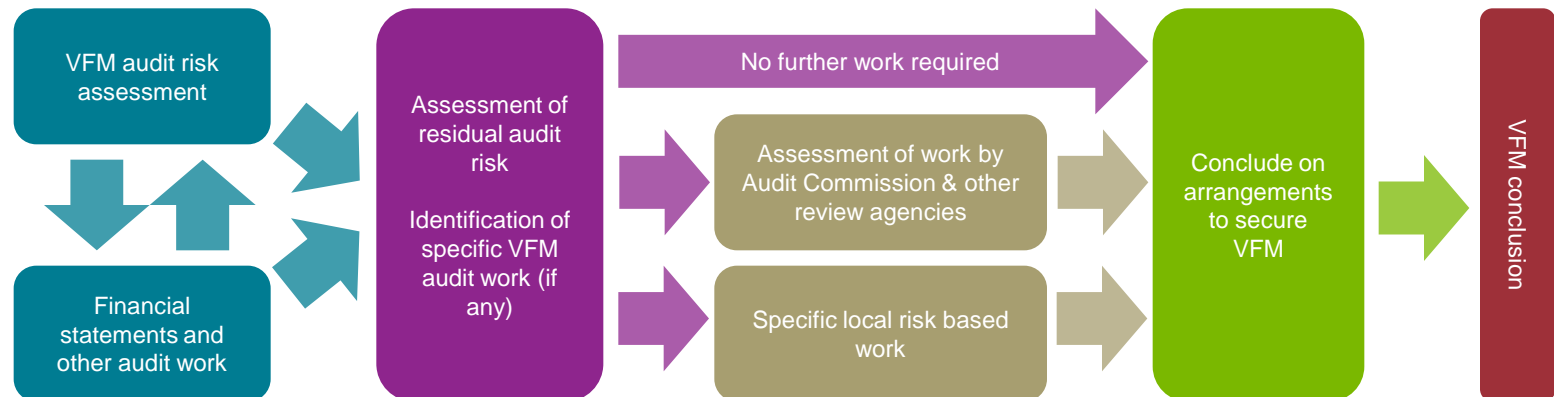 VFM audit risk
assessment
Financial
statements and
other audit work
Assessment of
residual audit
risk
Identification of
specific VFM
audit work (if
any)
No further work required
Assessment of work by
Audit Commission & other
review agencies
Specific local risk based
work
Conclude on
arrangements
to secure
VFM
VFM conclusion